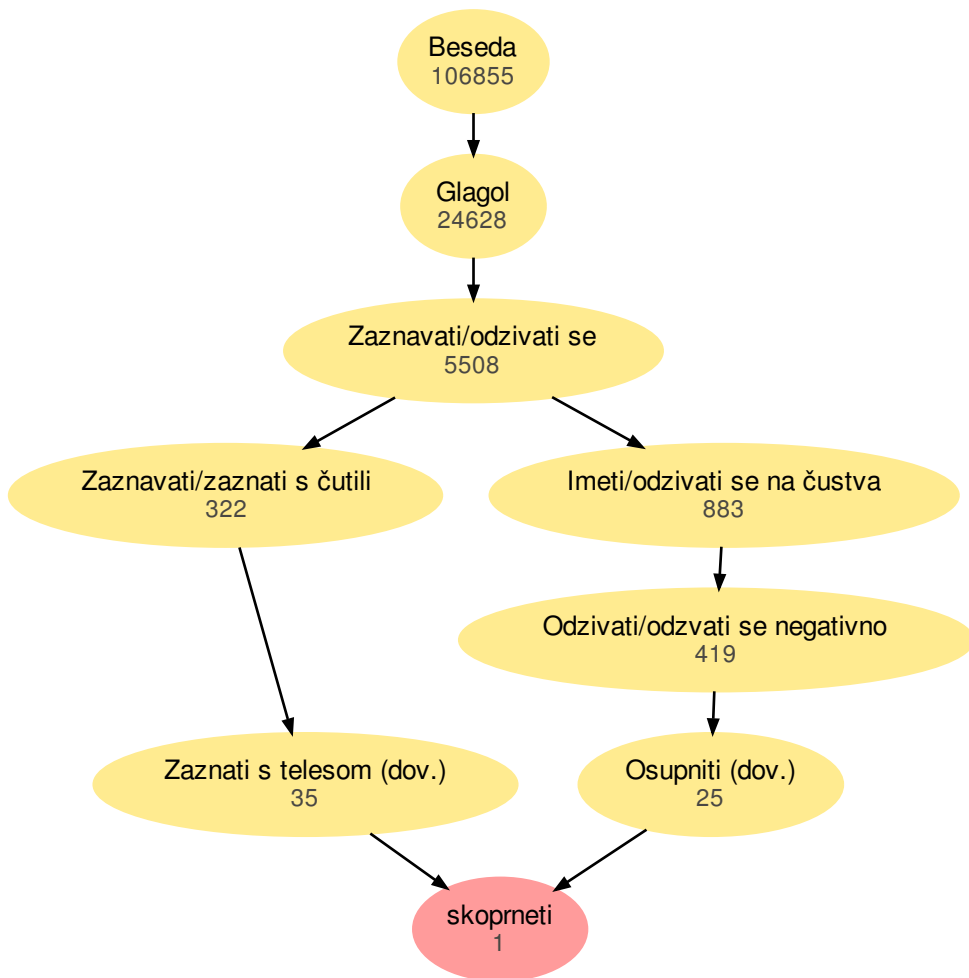 Beseda
106855
Glagol
24628
Zaznavati/odzivati se
5508
Zaznavati/zaznati s čutili
322
Imeti/odzivati se na čustva
883
Odzivati/odzvati se negativno
419
Zaznati s telesom (dov.)
35
Osupniti (dov.)
25
skoprneti
1